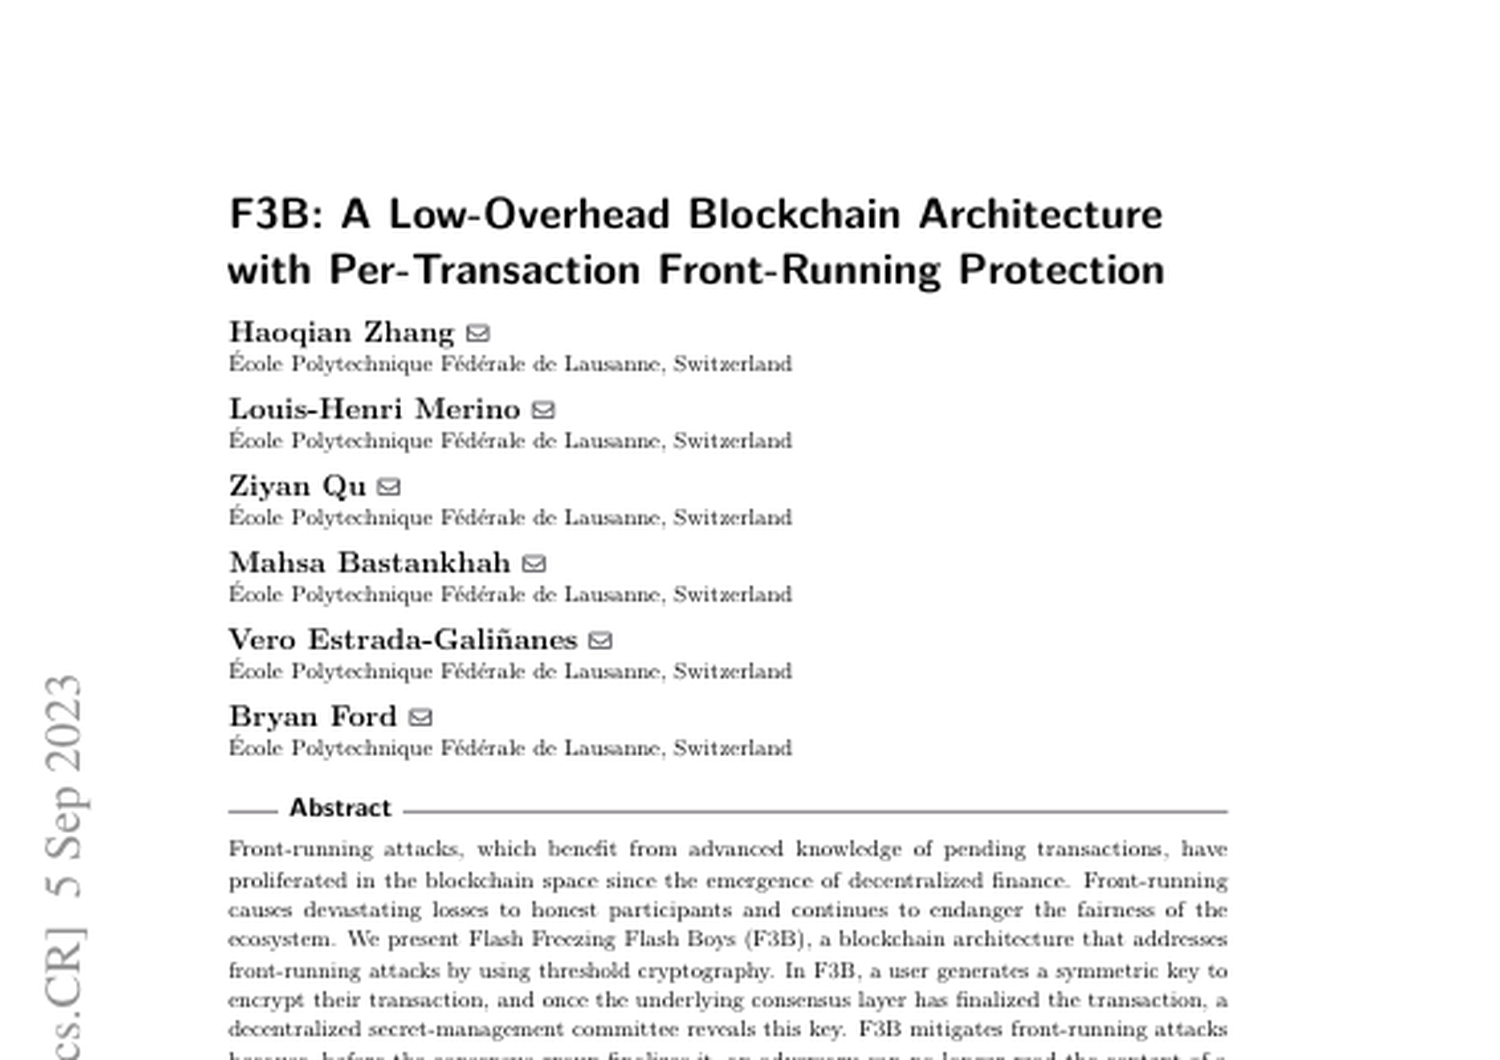 F3B: A Low-Overhead Blockchain Architecture
with Per-Transaction Front-Running Protection
Haoqian Zhang
École Polytechnique Fédérale de Lausanne, Switzerland
Louis-Henri Merino
École Polytechnique Fédérale de Lausanne, Switzerland
Ziyan Qu
École Polytechnique Fédérale de Lausanne, Switzerland
Mahsa Bastankhah
École Polytechnique Fédérale de Lausanne, Switzerland
Vero Estrada-Galiñanes
École Polytechnique Fédérale de Lausanne, Switzerland
Bryan Ford
École Polytechnique Fédérale de Lausanne, Switzerland
Abstract
Front-running attacks, which benefit from advanced knowledge of pending transactions, have
proliferated in the blockchain space since the emergence of decentralized finance. Front-running
causes devastating losses to honest participants and continues to endanger the fairness of the
ecosystem. We present Flash Freezing Flash Boys (F3B), a blockchain architecture that addresses
front-running attacks by using threshold cryptography. In F3B, a user generates a symmetric key to
encrypt their transaction, and once the underlying consensus layer has finalized the transaction, a
decentralized secret-management committee reveals this key. F3B mitigates front-running attacks
cs.CR] 5 Sep 2023